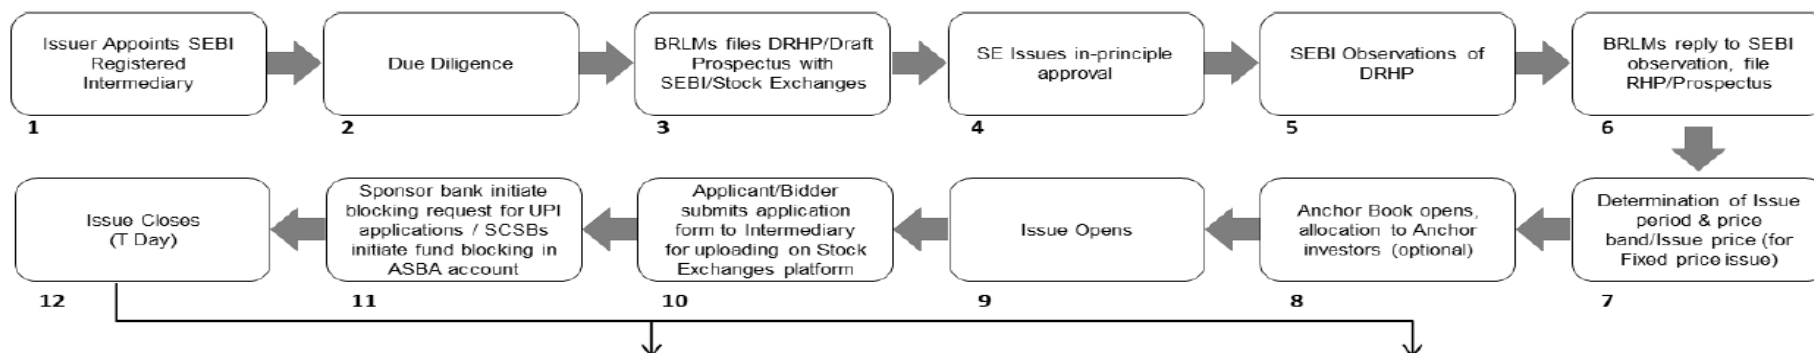 Issuer Appoints SEBI
Registered
Intermediary
1
Due Diligence
2
BRLMs files DRHP/Draft
Prospectus with
SEBI/Stock Exchanges
3
SE Issues in-principle
approval
4
SEBI Observations of
DRHP
5
BRLMs reply to SEBI
observation, file
RHP/Prospectus
6
Determination of Issue
period & price
band/Issue price (for
Fixed price issue)
7
Anchor Book opens,
allocation to Anchor
investors (optional)
8
Issue Opens
9
Applicant/Bidder
submits application
form to Intermediary
for uploading on Stock
Exchanges platform
10
Sponsor bank initiate
blocking request for UPI
applications / SCSBs
initiate fund blocking in
ASBA account
11
Issue Closes
(T Day)
12